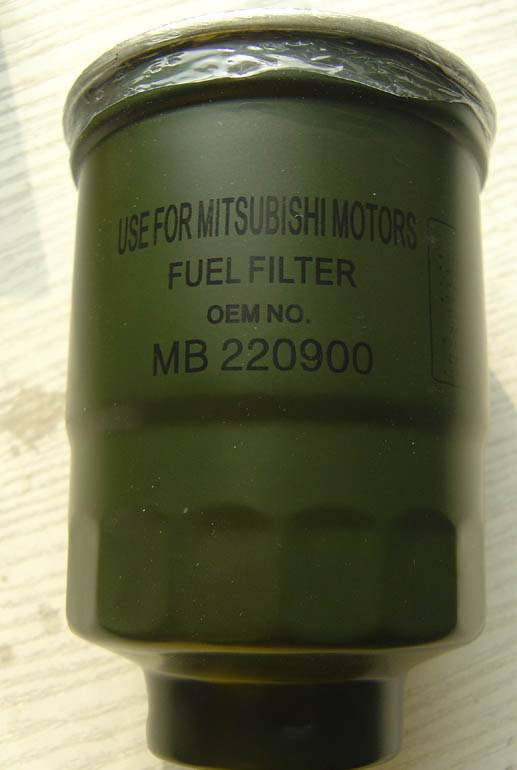 USE FOR MITSUBISHI MOTORS
FUEL FILTER
OEM NO.
MB 220900